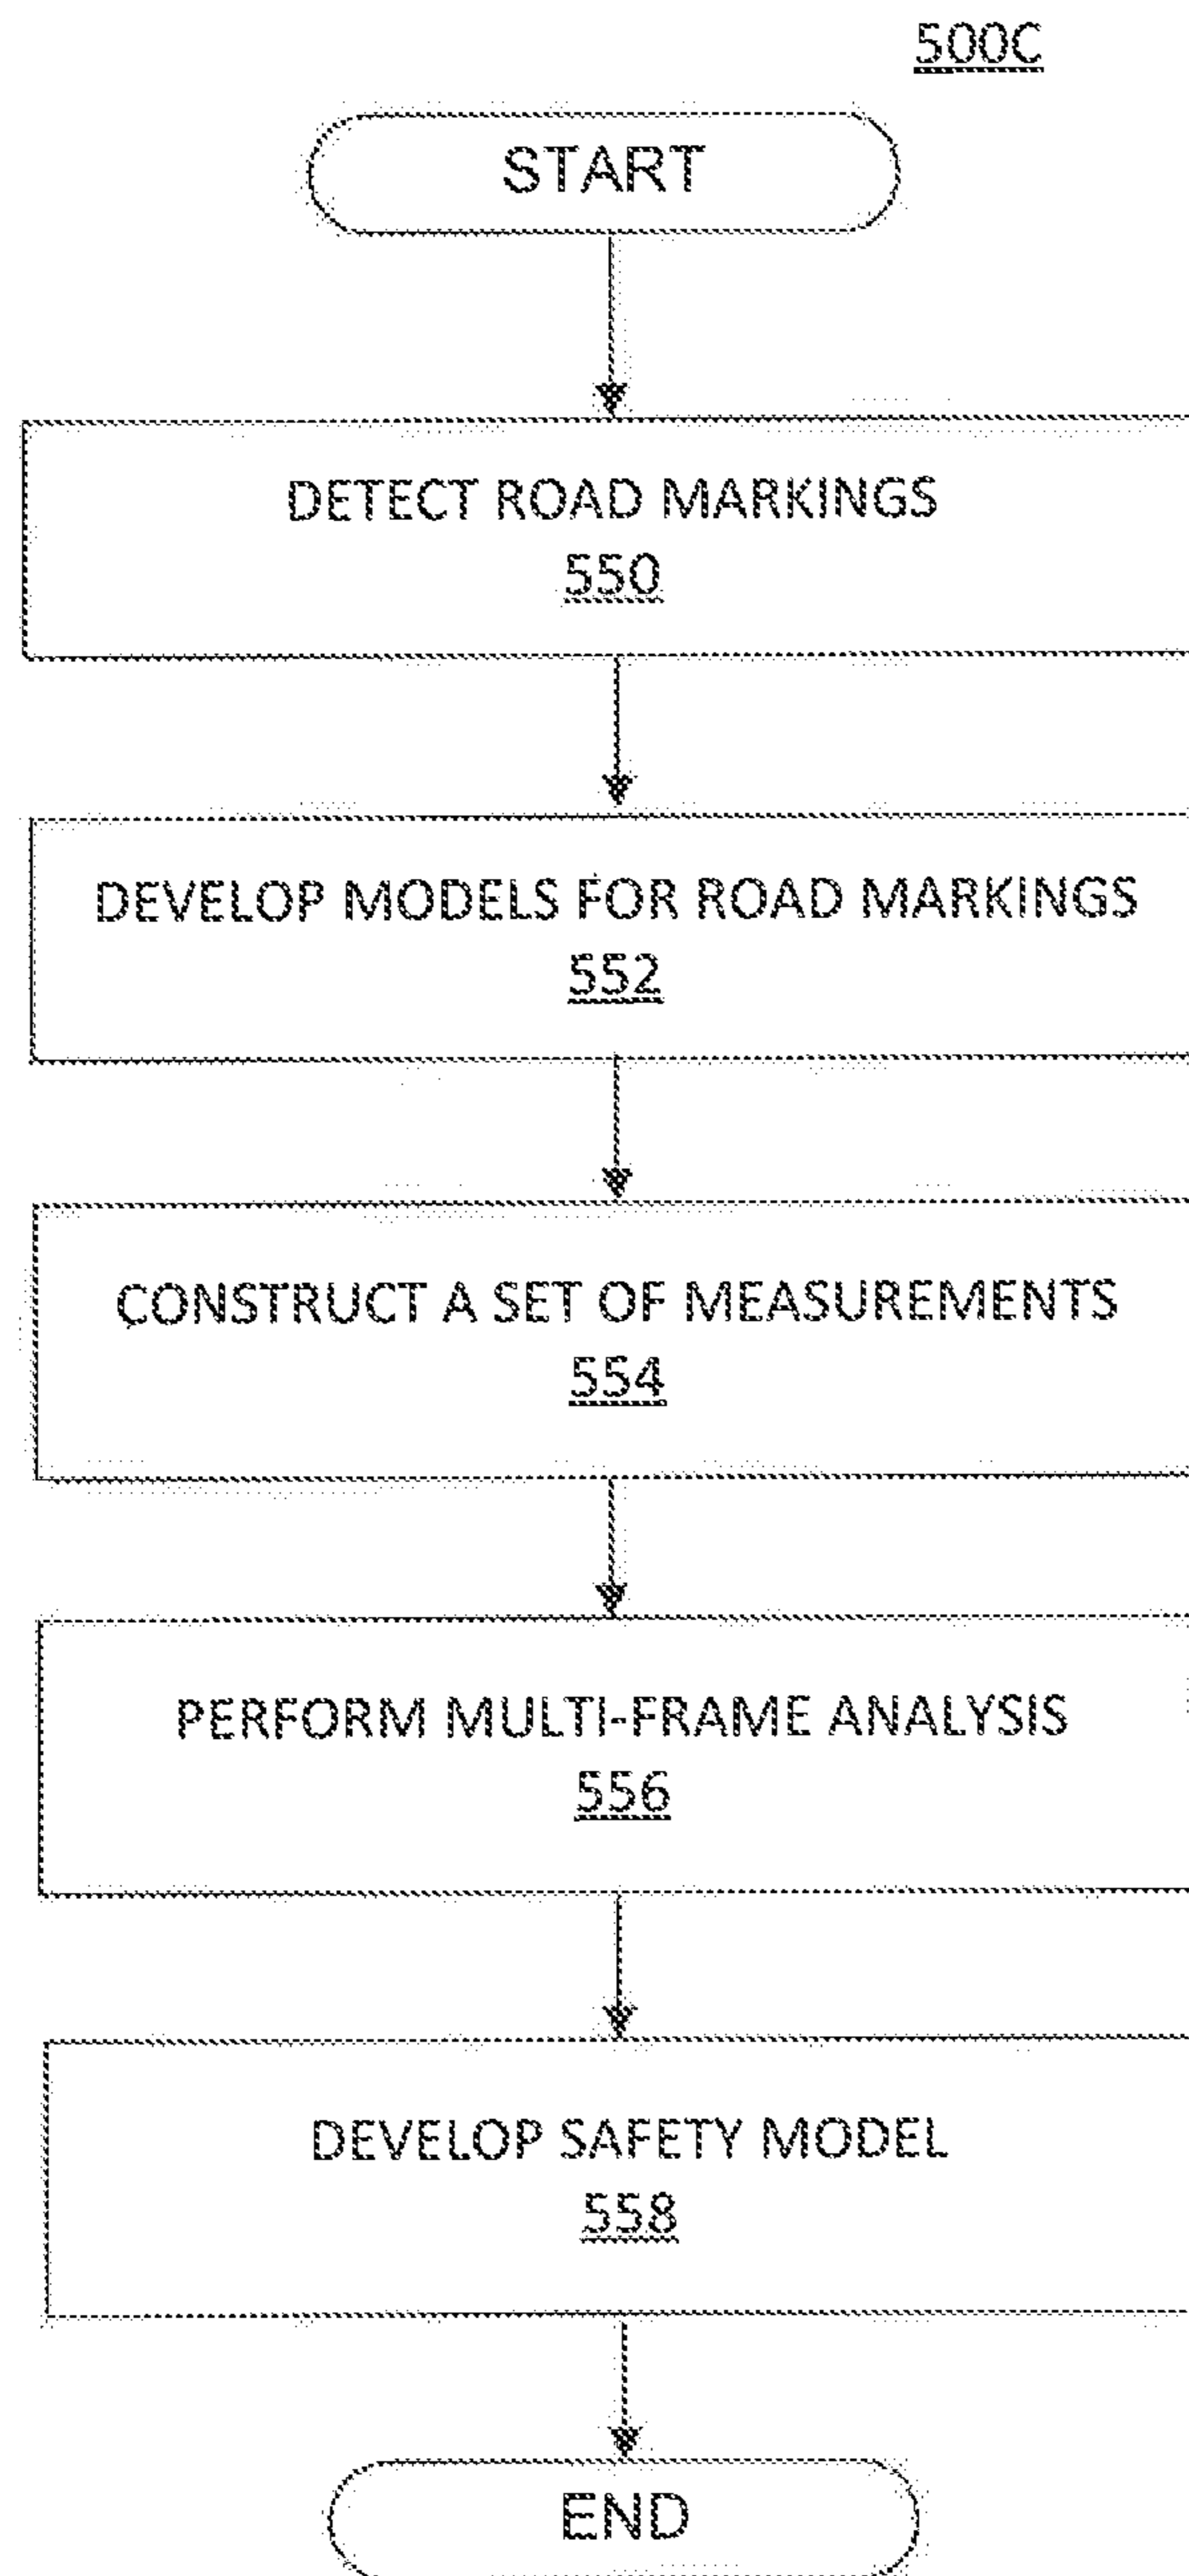 500C
START
DETECT ROAD MARKINGS
550
DEVELOP MODELS FOR ROAD MARKINGS
552
CONSTRUCT A SET OF MEASUREMENTS
554
PERFORM MULTI-FRAME ANALYSIS
556
DEVELOP SAFETY MODEL
558
END